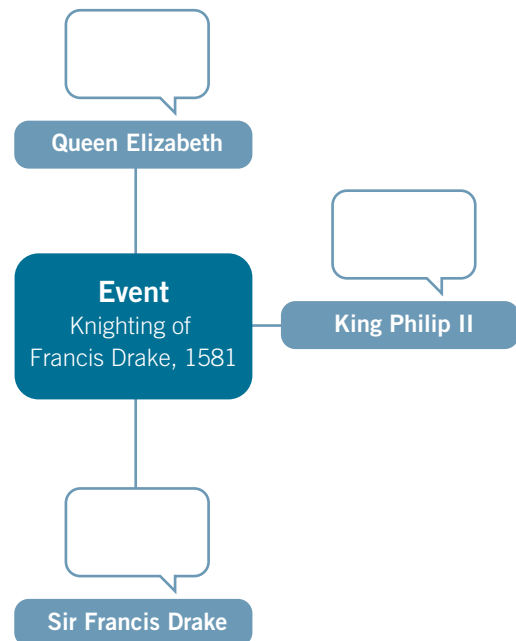 Queen Elizabeth
Event
Knighting of
Francis Drake, 1581
King Philip II
Sir Francis Drake